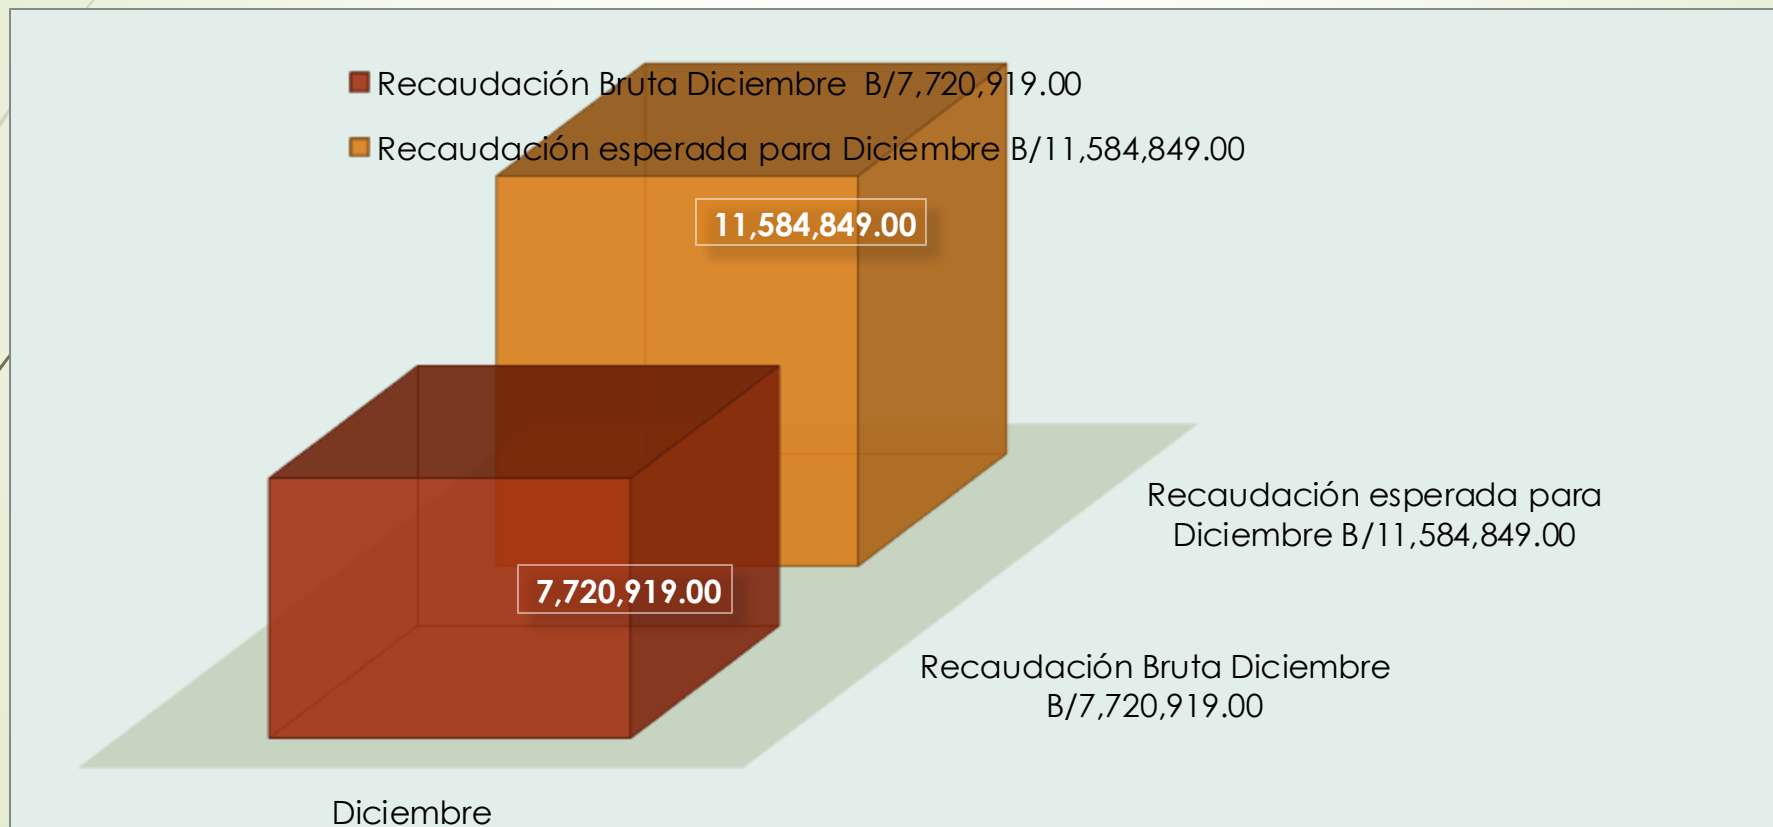 Recaudación Bruta Diciembre  B/7,720,919.00
Recaudación esperada para Diciembre B/11,584,849.00
11,584,849.00
7,720,919.00
Recaudación esperada para
Diciembre B/11,584,849.00
Recaudación Bruta Diciembre
B/7,720,919.00
Diciembre